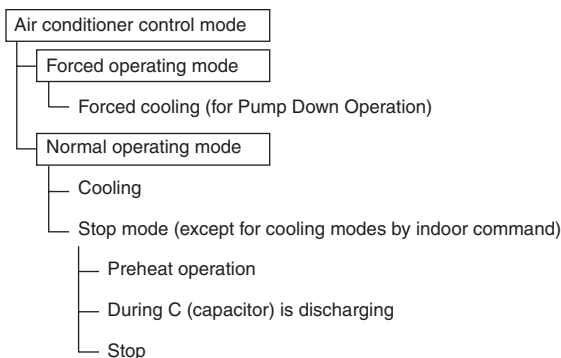 Air conditioner control mode
Forced operating mode
Forced cooling (for Pump Down Operation)
Normal operating mode
Cooling
Stop mode (except for cooling modes by indoor command)
Preheat operation
During C (capacitor) is discharging
Stop